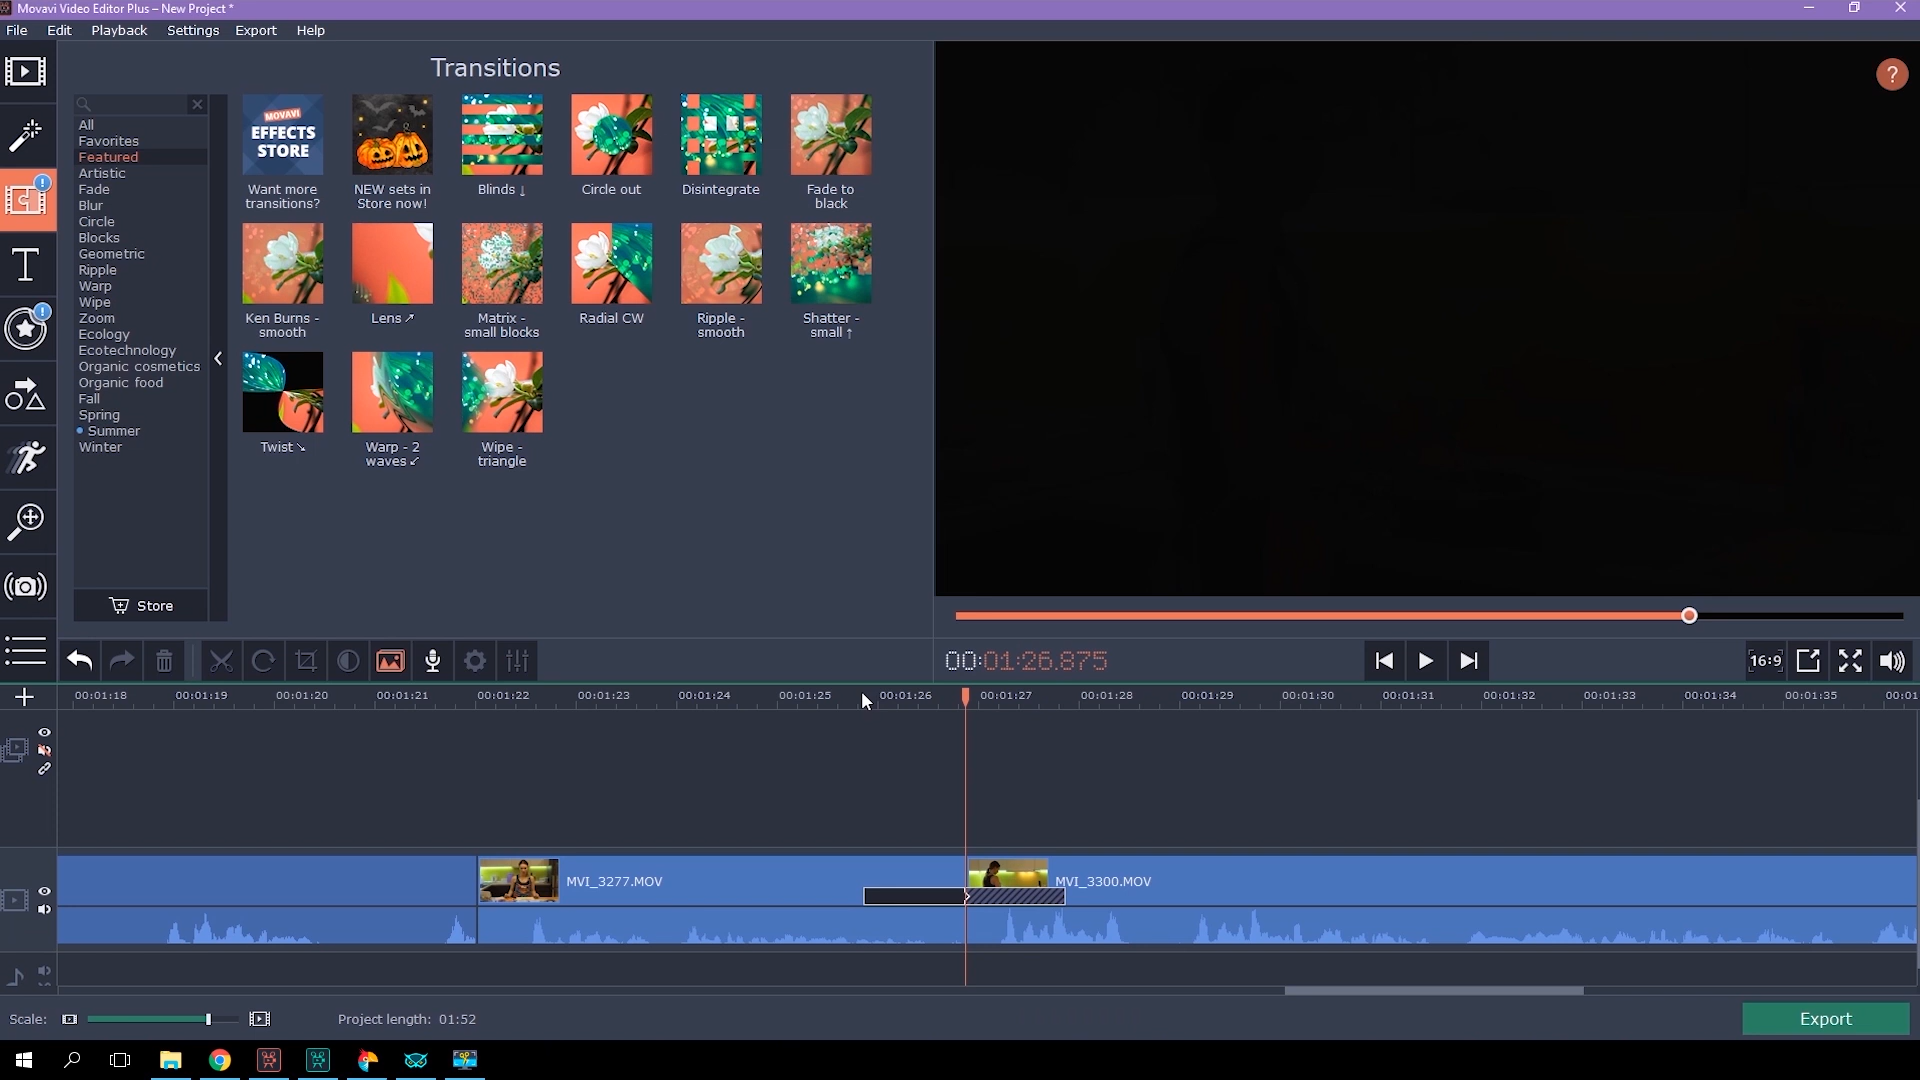 Movavi Video Editor Plus – New Project *
File Edit Playback Settings Export Help
Transitions
?
All
Favorites
Featured
Artistic
Fade
Blur
Circle
Blocks
Geometric
Ripple
Warp
Wipe
Zoom
Ecology
Ecotechnology
Organic cosmetics
Organic food
Fall
Spring
Summer
Winter
Store
MOVAVI
EFFECTS
STORE
Want more
transitions?
NEW sets in
Store now!
Blinds ↓
Circle out
Disintegrate
Fade to
black
Ken Burns -
smooth
Lens ↗
Matrix -
small blocks
Radial CW
Ripple -
smooth
Shatter -
small ↑
Twist ↘
Warp - 2
waves ↙
Wipe -
triangle
00:01:26.875
16:9
00:01:18 00:01:19 00:01:20 00:01:21 00:01:22 00:01:23 00:01:24 00:01:25 00:01:26 00:01:27 00:01:28 00:01:29 00:01:30 00:01:31 00:01:32 00:01:33 00:01:34 00:01:35 00:01
MVI_3277.MOV
MVI_3300.MOV
Scale:
Project length: 01:52
Export